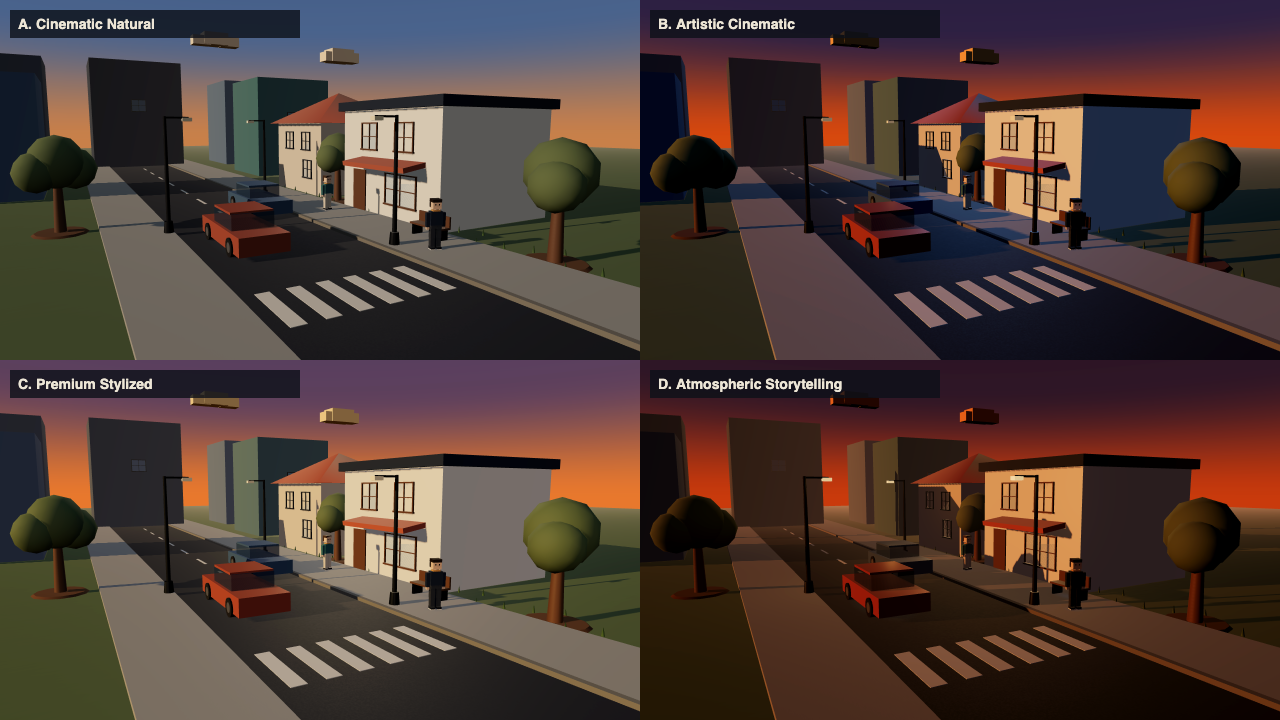 A. Cinematic Natural
B. Artistic Cinematic
C. Premium Stylized
D. Atmospheric Storytelling